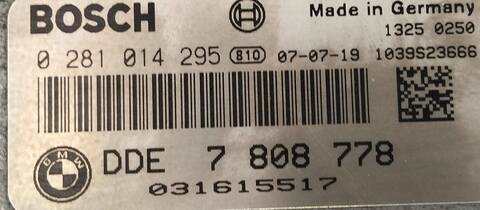 BOSCH Made in Germany
1325 0250
0 281 014 295 810 07-07-19 1039S23666
BMW DDE 7 808 778
031615517